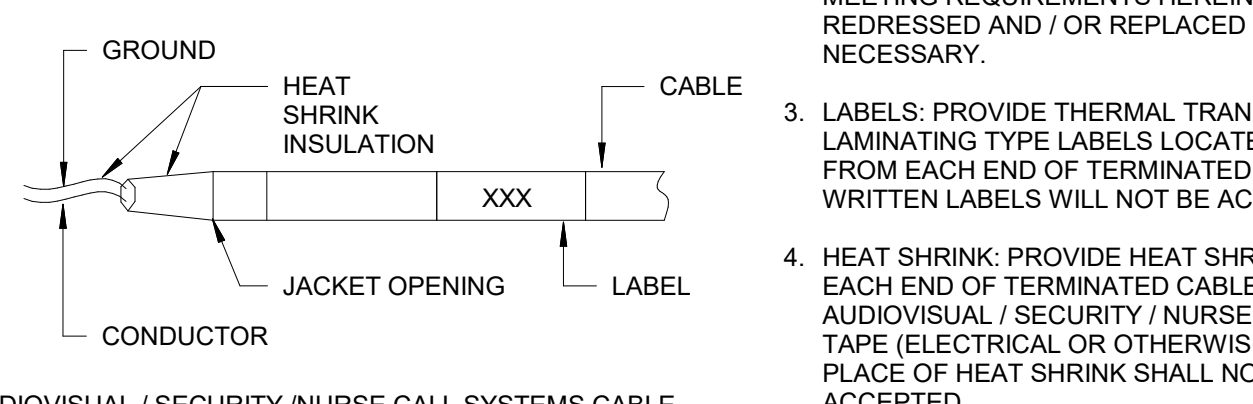 GROUND
HEAT
SHRINK
INSULATION
CABLE
XXX
JACKET OPENING
LABEL
CONDUCTOR
DIOVISUAL / SECURITY /NURSE CALL SYSTEMS CABLE
MEETING REQUIREMENTS HEREIN
REDRESSED AND / OR REPLACED
NECESSARY.
3. LABELS: PROVIDE THERMAL TRAN
LAMINATING TYPE LABELS LOCATE
FROM EACH END OF TERMINATED
WRITTEN LABELS WILL NOT BE AC
4. HEAT SHRINK: PROVIDE HEAT SHR
EACH END OF TERMINATED CABLE
AUDIOVISUAL / SECURITY / NURSE
TAPE (ELECTRICAL OR OTHERWIS
PLACE OF HEAT SHRINK SHALL NO
ACCEPTED